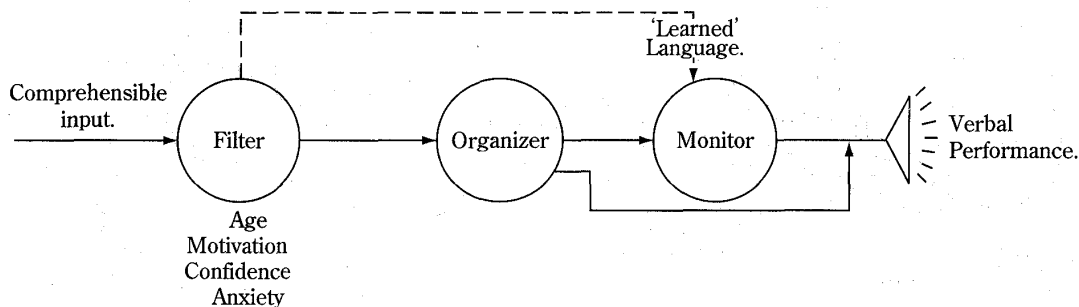 'Learned'
Language.
Comprehensible
input.
Filter
Organizer
Monitor
Verbal
Performance.
Age
Motivation
Confidence
Anxiety